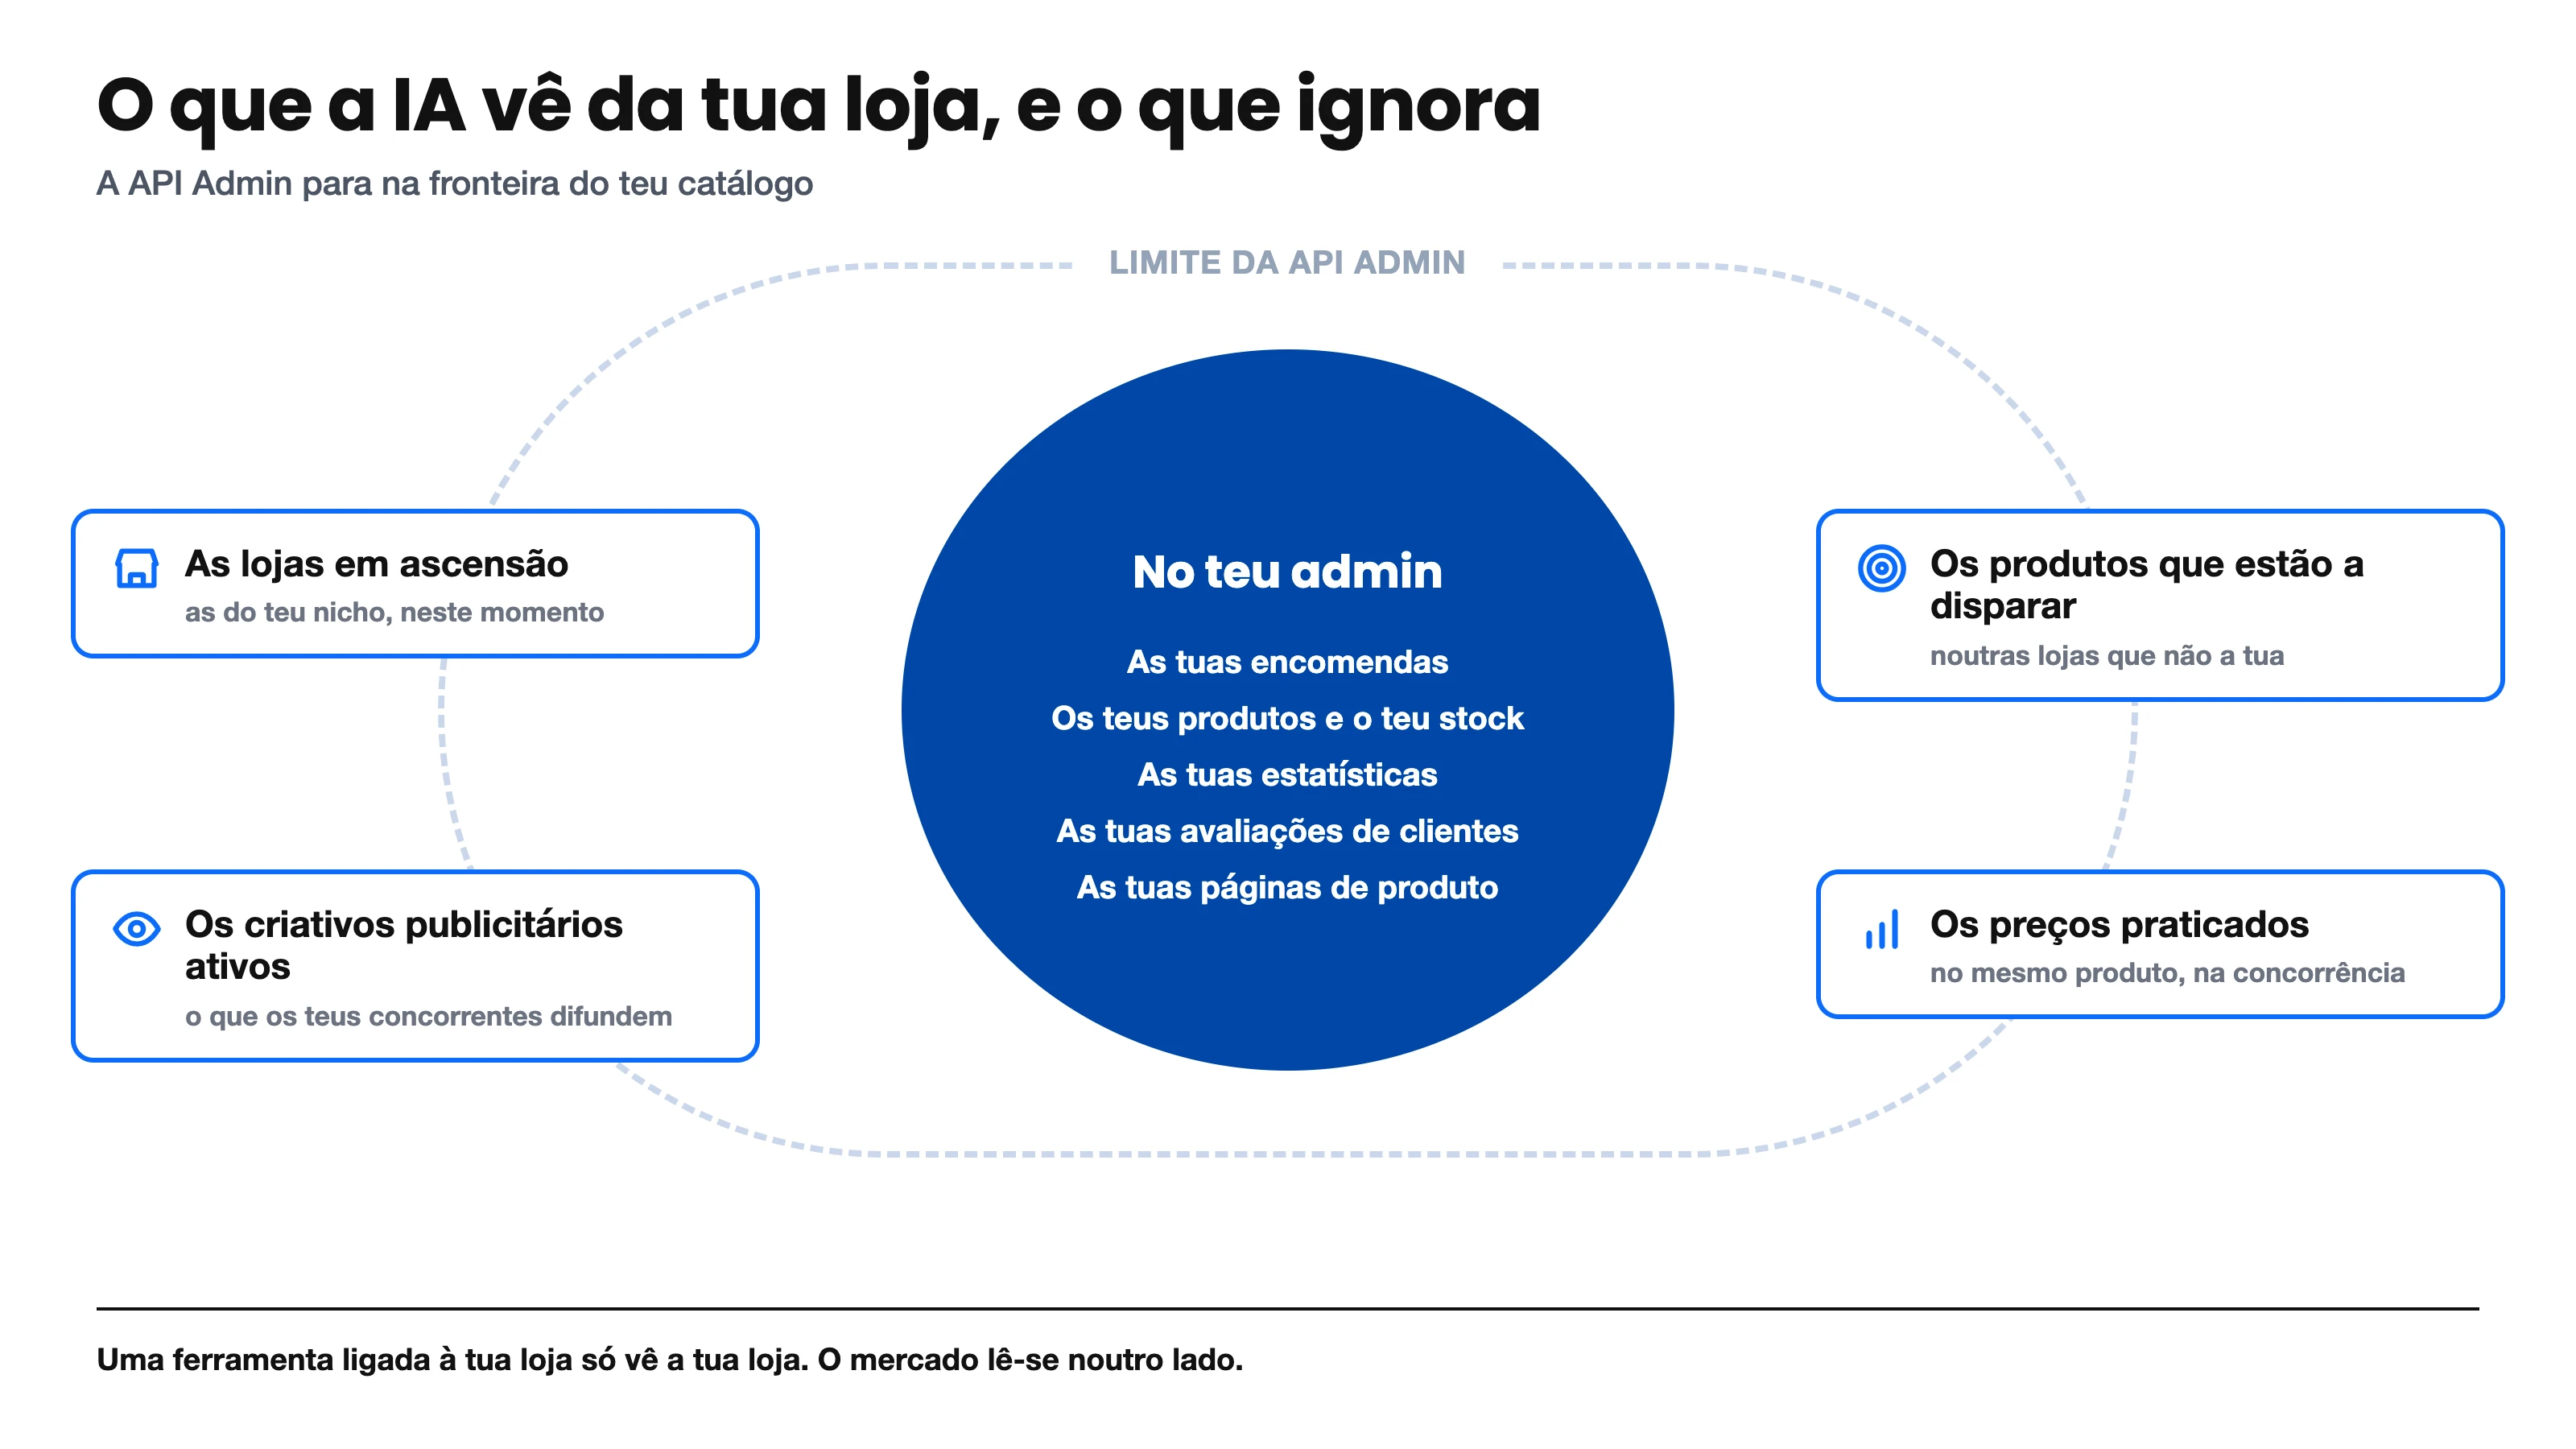 O que a IA vê da tua loja, e o que ignora
A API Admin para na fronteira do teu catálogo
LIMITE DA API ADMIN
As lojas em ascensão
as do teu nicho, neste momento
Os criativos publicitários
ativos
o que os teus concorrentes difundem
No teu admin
As tuas encomendas
Os teus produtos e o teu stock
As tuas estatísticas
As tuas avaliações de clientes
As tuas páginas de produto
Os produtos que estão a
disparar
noutras lojas que não a tua
Os preços praticados
no mesmo produto, na concorrência
Uma ferramenta ligada à tua loja só vê a tua loja. O mercado lê-se noutro lado.